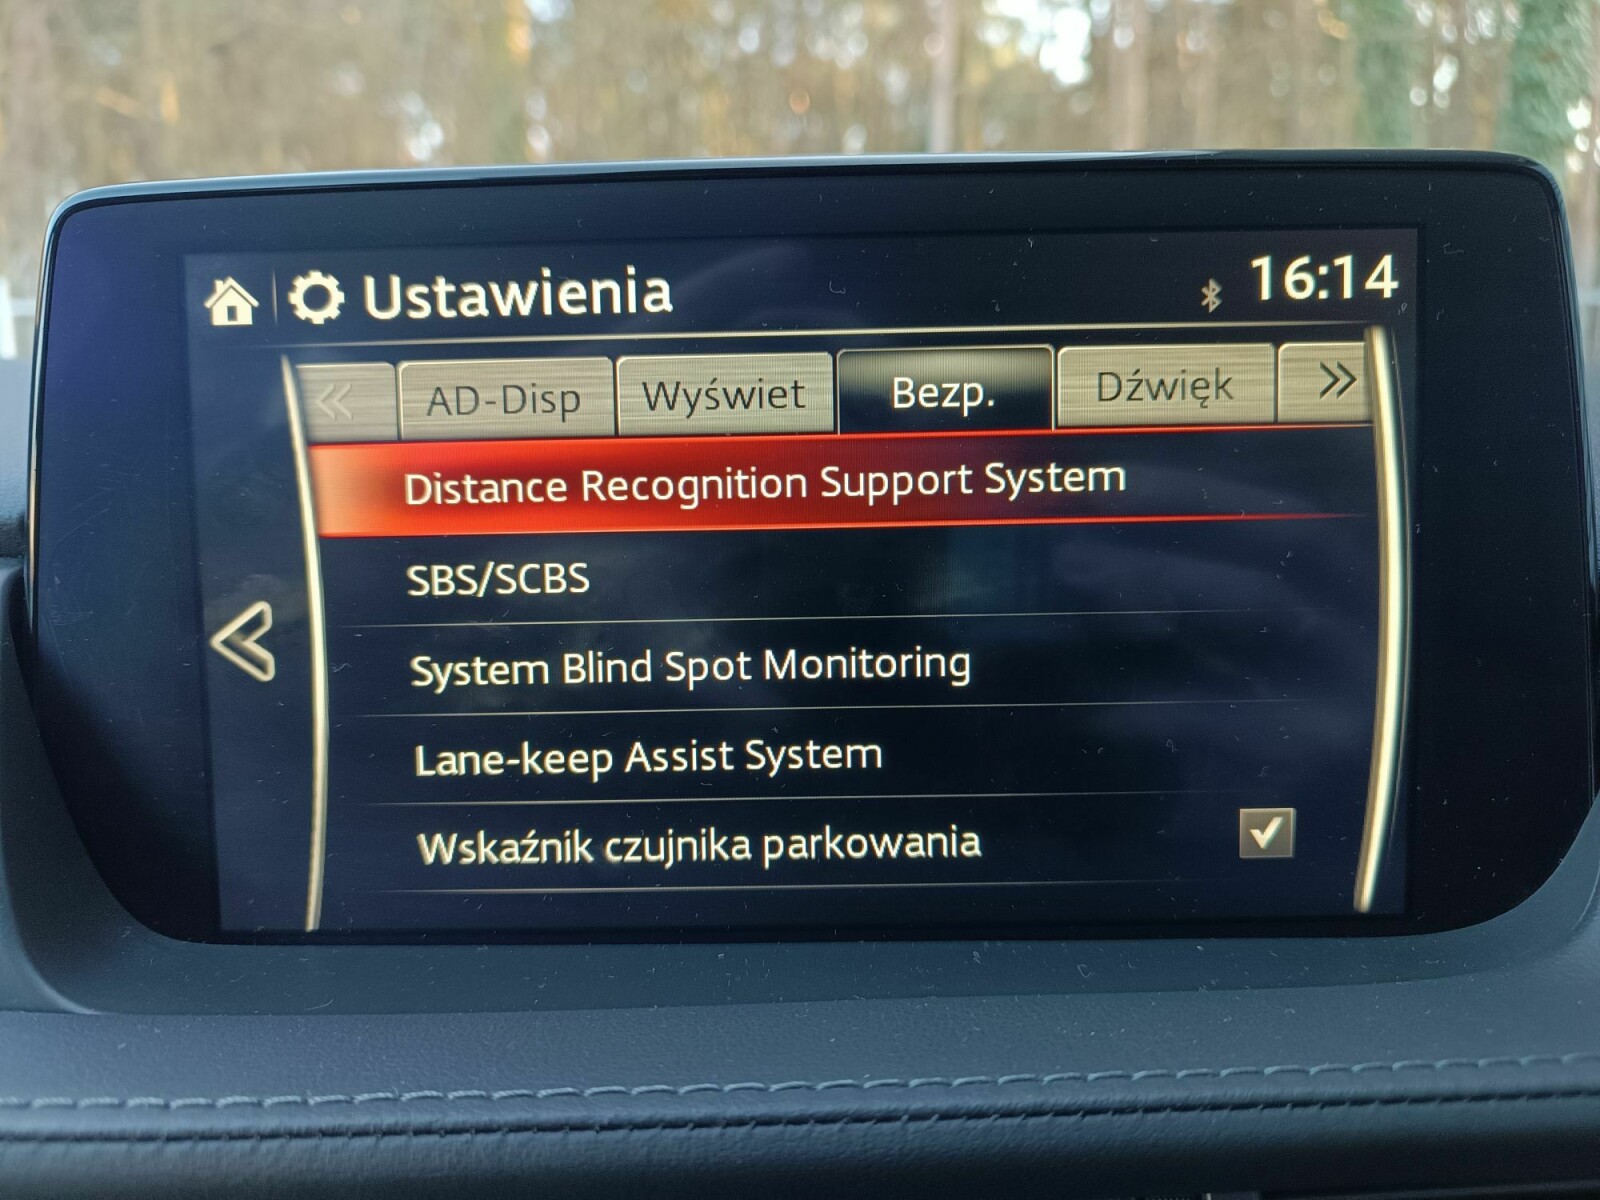 Ustawienia
16:14
AD-Disp
Wyświet
Bezp.
Dźwięk
Distance Recognition Support System
SBS/SCBS
System Blind Spot Monitoring
Lane-keep Assist System
Wskaźnik czujnika parkowania